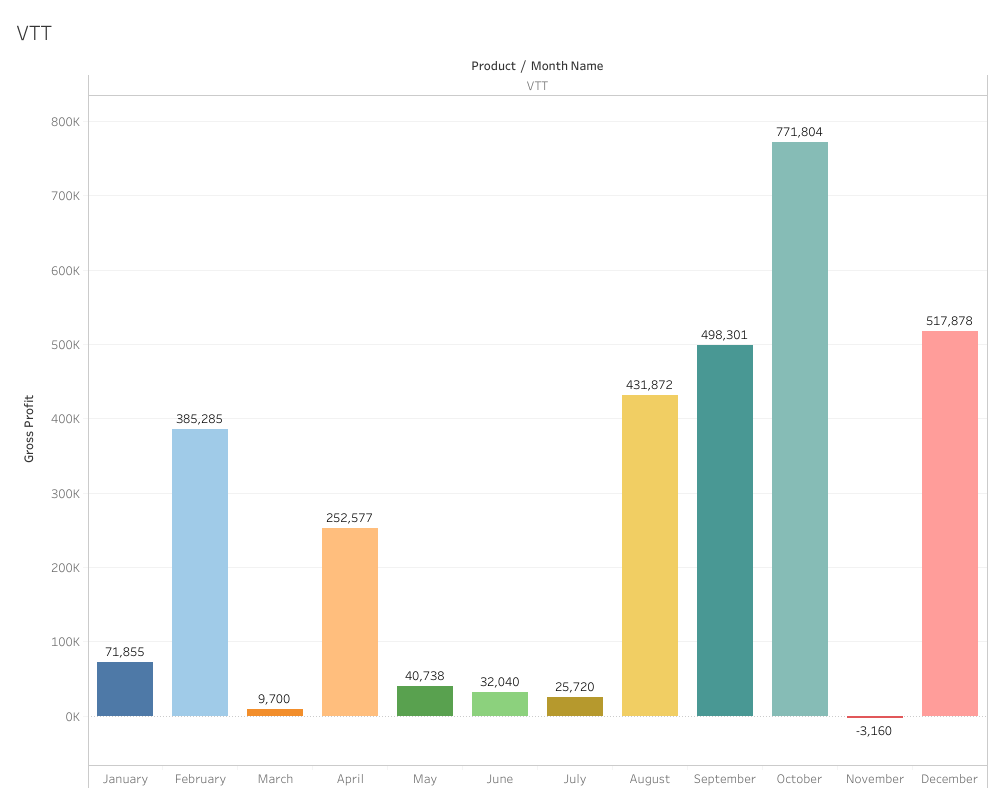 VTT
Product / Month Name
VTT
800K
771,804
700K
600K
517,878
500K
498,301
431,872
400K
385,285
Gross Profit
300K
252,577
200K
100K
71,855
40,738
32,040
25,720
9,700
0K
-3,160
January February March April May June July August September October November December